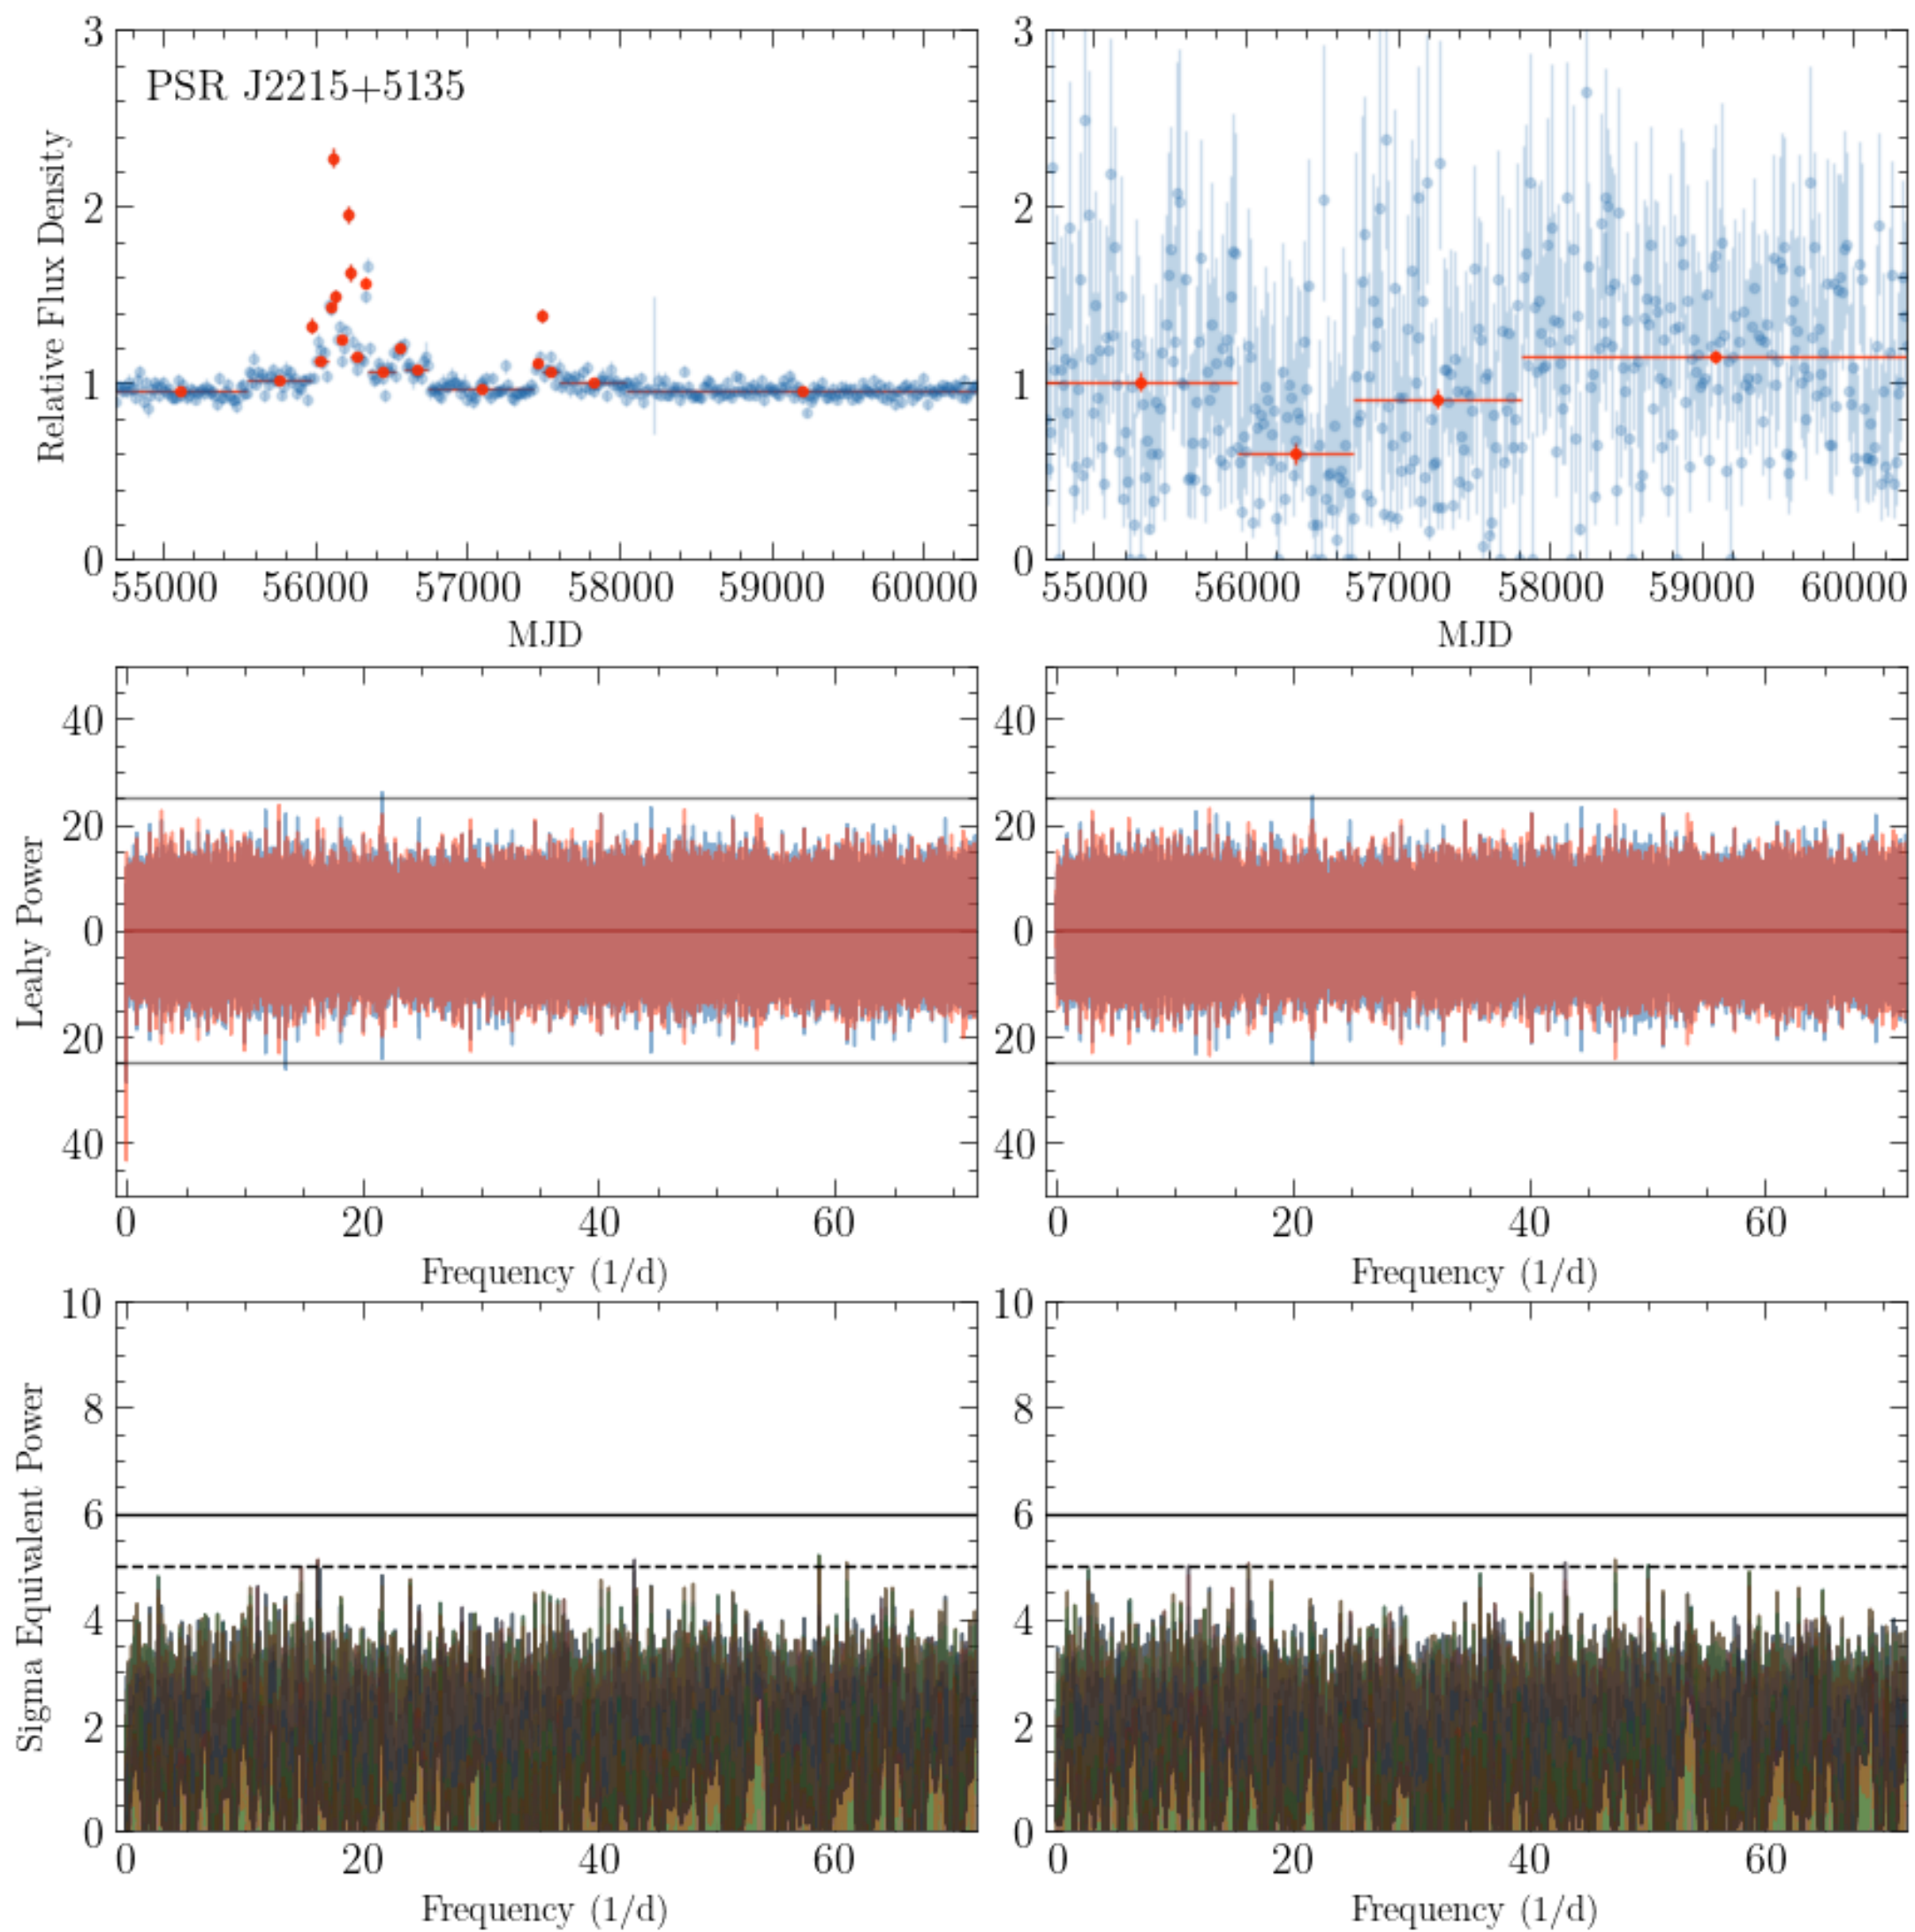 PSR J2215+5135
Relative Flux Density
3
2
1
0
55000 56000 57000 58000 59000 60000
MJD
3
2
1
0
55000 56000 57000 58000 59000 60000
MJD
Leahy Power
40
20
0
20
40
0 20 40 60
Frequency (1/d)
40
20
0
20
40
0 20 40 60
Frequency (1/d)
Sigma Equivalent Power
10
8
6
4
2
0
0 20 40 60
Frequency (1/d)
10
8
6
4
2
0
0 20 40 60
Frequency (1/d)